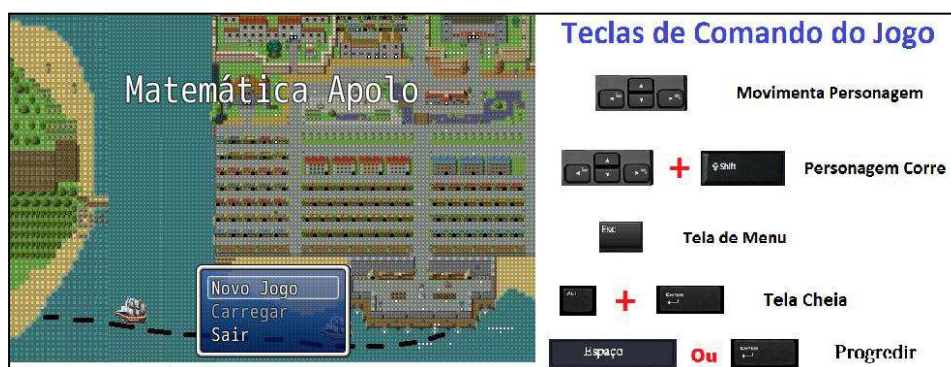 Matemática Apolo
Novo Jogo
Carregar
Sair
Teclas de Comando do Jogo
Movimenta Personagem
+ Shift Personagem Corre
Esc Tela de Menu
Alt + Enter Tela Cheia
Espaço Ou Enter Progredir